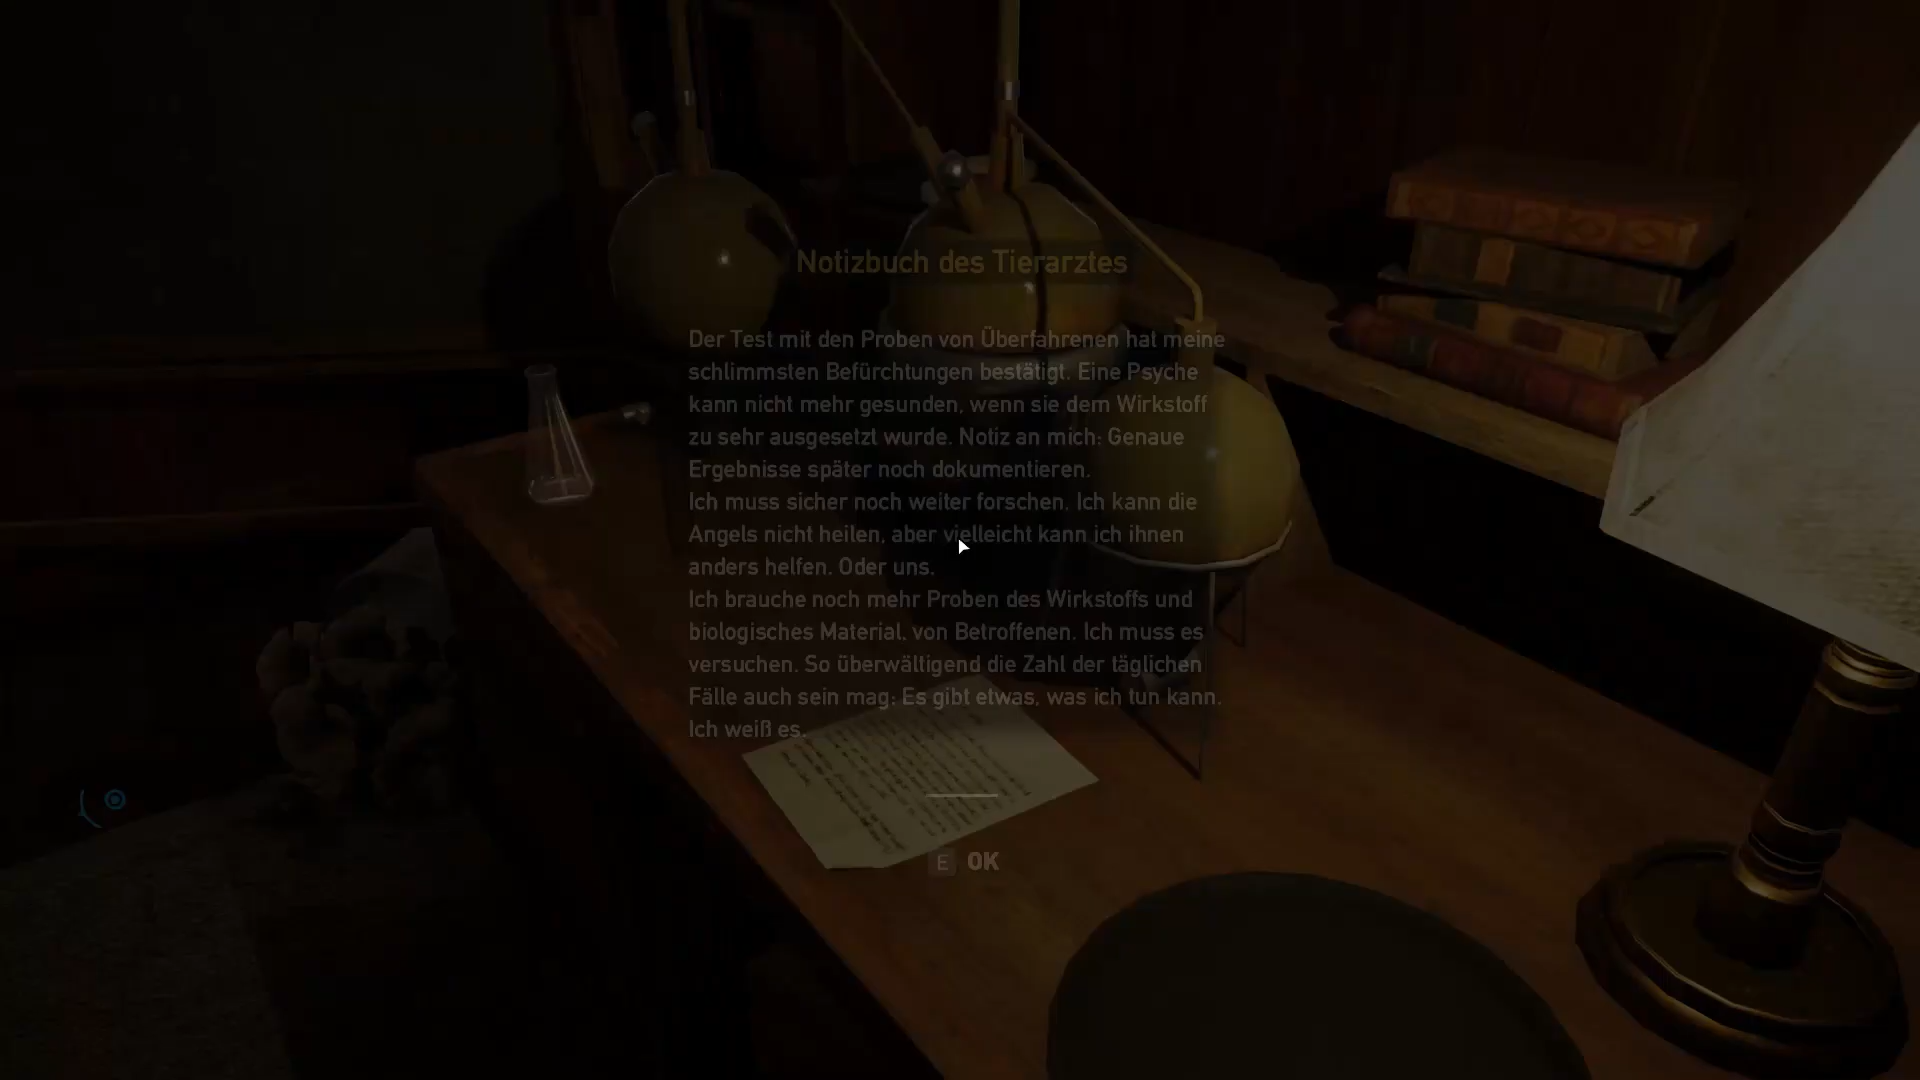 Notizbuch des Tierarztes
Der Test mit den Proben von Überfahrenen hat meine
schlimmsten Befürchtungen bestätigt. Eine Psyche
kann nicht mehr gesunden, wenn sie dem Wirkstoff
zu sehr ausgesetzt wurde. Notiz an mich: Genaue
Ergebnisse später noch dokumentieren.
Ich muss sicher noch weiter forschen. Ich kann die
Angels nicht heilen, aber vielleicht kann ich ihnen
anders helfen. Oder uns.
Ich brauche noch mehr Proben des Wirkstoffs und
biologisches Material. von Betroffenen. Ich muss es
versuchen. So überwältigend die Zahl der täglichen
Fälle auch sein mag: Es gibt etwas, was ich tun kann.
Ich weiß es.
E OK